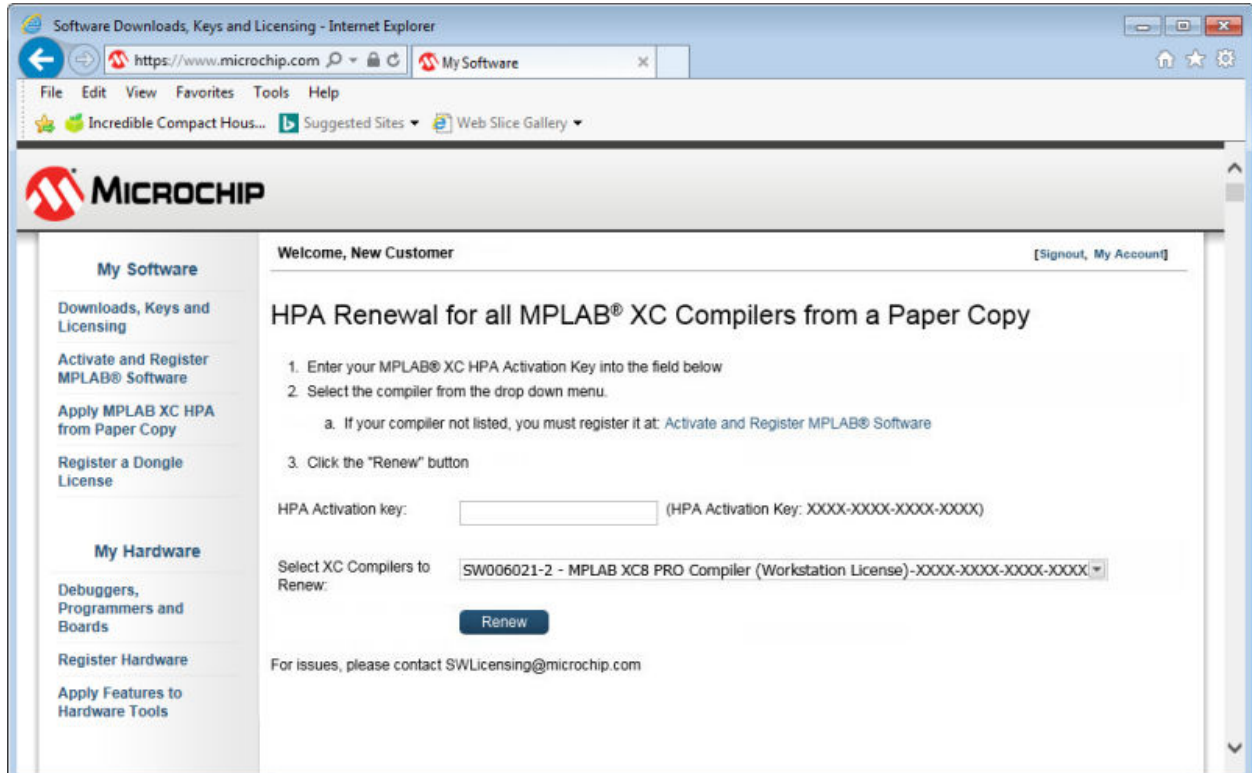 Software Downloads, Keys and Licensing - Internet Explorer
https://www.microchip.com
My Software
File Edit View Favorites Tools Help
Incredible Compact Hous... Suggested Sites Web Slice Gallery
MICROCHIP
My Software
Downloads, Keys and
Licensing
Activate and Register
MPLAB® Software
Apply MPLAB XC HPA
from Paper Copy
Register a Dongle
License
My Hardware
Debuggers,
Programmers and
Boards
Register Hardware
Apply Features to
Hardware Tools
Welcome, New Customer
[Signout, My Account]
HPA Renewal for all MPLAB® XC Compilers from a Paper Copy
1. Enter your MPLAB® XC HPA Activation Key into the field below
2. Select the compiler from the drop down menu.
a. If your compiler not listed, you must register it at: Activate and Register MPLAB® Software
3. Click the "Renew" button
HPA Activation key:
(HPA Activation Key: XXXX-XXXX-XXXX-XXXX)
Select XC Compilers to
Renew:
SW006021-2 - MPLAB XC8 PRO Compiler (Workstation License)-XXXX-XXXX-XXXX-XXXX
Renew
For issues, please contact SWLicensing@microchip.com